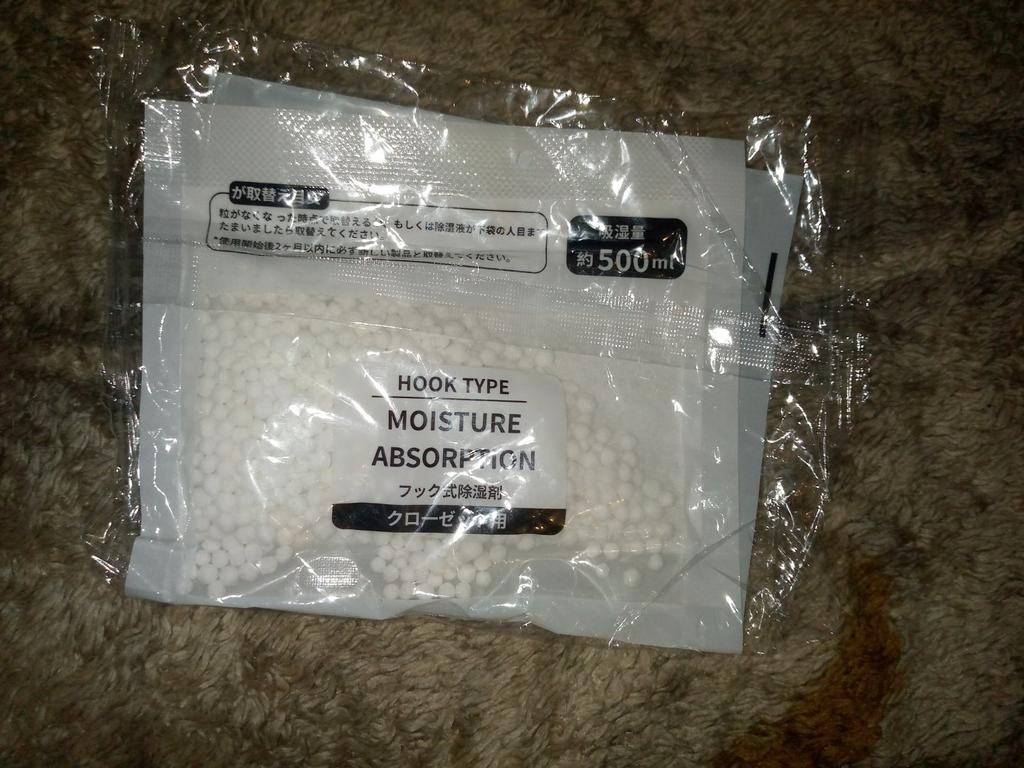 が取替え目安
粒がなくなった時点で取替える。もしくは除湿液が下袋の人目まで
たまいましたら取替えてください。
*使用開始後2ヶ月以内に必ず新しい製品と取替えてください。
吸湿量
約500ml
HOOK TYPE
MOISTURE
ABSORPTION
フック式除湿剤
クローゼット用